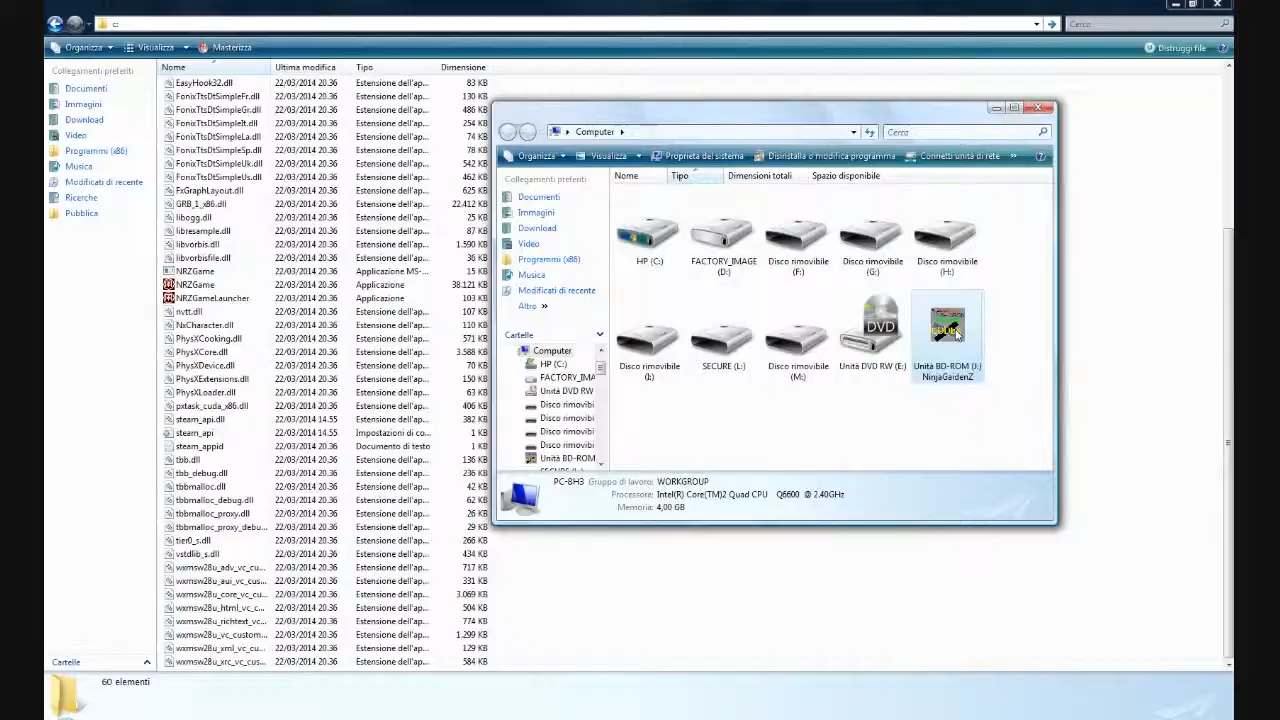 c:
Cerca
Organizza
Visualizza
Masterizza
Distruggi file
Collegamenti preferiti
Documenti
Immagini
Download
Video
Programmi (x86)
Musica
Modificati di recente
Ricerche
Pubblica
Cartelle
Nome Ultima modifica Tipo Dimensione
EasyHook32.dll 22/03/2014 20.36 Estensione dell'ap... 83 KB
FonixTtsDtSimpleFr.dll 22/03/2014 20.36 Estensione dell'ap... 130 KB
FonixTtsDtSimpleGr.dll 22/03/2014 20.36 Estensione dell'ap... 486 KB
FonixTtsDtSimpleIt.dll 22/03/2014 20.36 Estensione dell'ap... 254 KB
FonixTtsDtSimpleLa.dll 22/03/2014 20.36 Estensione dell'ap... 74 KB
FonixTtsDtSimpleSp.dll 22/03/2014 20.36 Estensione dell'ap... 78 KB
FonixTtsDtSimpleUk.dll 22/03/2014 20.36 Estensione dell'ap... 542 KB
FonixTtsDtSimpleUs.dll 22/03/2014 20.36 Estensione dell'ap... 462 KB
FxGraphLayout.dll 22/03/2014 20.36 Estensione dell'ap... 625 KB
GRB_1_x86.dll 22/03/2014 20.36 Estensione dell'ap... 22.412 KB
libogg.dll 22/03/2014 20.36 Estensione dell'ap... 25 KB
libresample.dll 22/03/2014 20.36 Estensione dell'ap... 87 KB
libvorbis.dll 22/03/2014 20.36 Estensione dell'ap... 1.590 KB
libvorbisfile.dll 22/03/2014 20.36 Estensione dell'ap... 36 KB
NRZGame 22/03/2014 20.36 Applicazione MS-... 15 KB
NRZGame 22/03/2014 20.36 Applicazione 38.121 KB
NRZGameLauncher 22/03/2014 20.36 Applicazione 103 KB
nvtt.dll 22/03/2014 20.36 Estensione dell'ap... 107 KB
NxCharacter.dll 22/03/2014 20.36 Estensione dell'ap... 110 KB
PhysXCooking.dll 22/03/2014 20.36 Estensione dell'ap... 571 KB
PhysXCore.dll 22/03/2014 20.36 Estensione dell'ap... 3.588 KB
PhysXDevice.dll 22/03/2014 20.36 Estensione dell'ap... 70 KB
PhysXExtensions.dll 22/03/2014 20.36 Estensione dell'ap... 150 KB
PhysXLoader.dll 22/03/2014 20.36 Estensione dell'ap... 63 KB
pxtask_cuda_x86.dll 22/03/2014 20.36 Estensione dell'ap... 406 KB
steam_api.dll 22/03/2014 14.55 Estensione dell'ap... 382 KB
steam_api 22/03/2014 14.55 Impostazioni di co... 1 KB
steam_appid 22/03/2014 20.36 Documento di testo 1 KB
tbb.dll 22/03/2014 20.36 Estensione dell'ap... 136 KB
tbb_debug.dll 22/03/2014 20.36 Estensione dell'ap... 236 KB
tbbmalloc.dll 22/03/2014 20.36 Estensione dell'ap... 42 KB
tbbmalloc_debug.dll 22/03/2014 20.36 Estensione dell'ap... 62 KB
tbbmalloc_proxy.dll 22/03/2014 20.36 Estensione dell'ap... 26 KB
tbbmalloc_proxy_debu... 22/03/2014 20.36 Estensione dell'ap... 29 KB
tier0_s.dll 22/03/2014 20.36 Estensione dell'ap... 266 KB
vstdlib_s.dll 22/03/2014 20.36 Estensione dell'ap... 434 KB
wxmsw28u_adv_vc_cu... 22/03/2014 20.36 Estensione dell'ap... 717 KB
wxmsw28u_aui_vc_cus... 22/03/2014 20.36 Estensione dell'ap... 331 KB
wxmsw28u_core_vc_cu... 22/03/2014 20.36 Estensione dell'ap... 3.069 KB
wxmsw28u_html_vc_c... 22/03/2014 20.36 Estensione dell'ap... 504 KB
wxmsw28u_richtext_vc... 22/03/2014 20.36 Estensione dell'ap... 774 KB
wxmsw28u_vc_custom... 22/03/2014 20.36 Estensione dell'ap... 1.299 KB
wxmsw28u_xml_vc_cu... 22/03/2014 20.36 Estensione dell'ap... 129 KB
wxmsw28u_xrc_vc_cus... 22/03/2014 20.36 Estensione dell'ap... 584 KB
60 elementi
Computer
Cerca
Organizza Visualizza Proprietà del sistema Disinstalla o modifica programma Connetti unità di rete »
Collegamenti preferiti
Documenti
Immagini
Download
Video
Programmi (x86)
Musica
Modificati di recente
Altro »
Cartelle
Computer
HP (C:)
FACTORY_IMA
Unità DVD RW
Disco rimovibi
Disco rimovibi
Disco rimovibi
Disco rimovibi
Unità BD-ROM
Nome Tipo Dimensioni totali Spazio disponibile
HP (C:)
FACTORY_IMAGE
(D:)
Disco rimovibile
(F:)
Disco rimovibile
(G:)
Disco rimovibile
(H:)
Disco rimovibile
(I:)
SECURE (L:)
Disco rimovibile
(M:)
DVD
Unità DVD RW (E:)
CODEX
Unità BD-ROM (J:)
NinjaGaidenZ
PC-8H3 Gruppo di lavoro: WORKGROUP
Processore: Intel(R) Core(TM)2 Quad CPU Q6600 @ 2.40GHz
Memoria: 4,00 GB